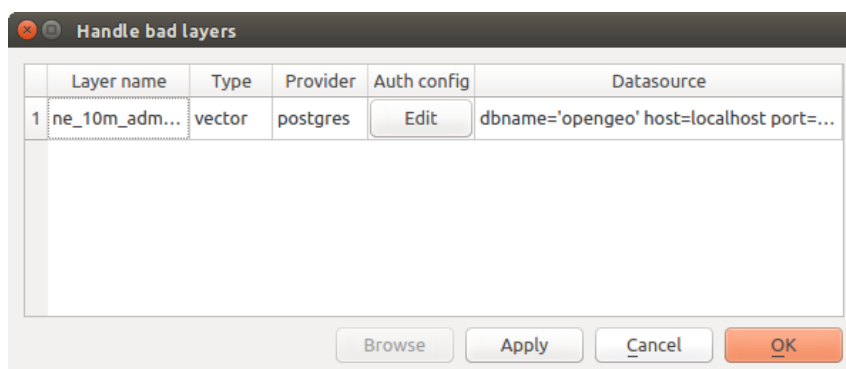 Handle bad layers
Layer name Type Provider Auth config Datasource
1 ne_10m_adm... vector postgres Edit dbname='opengeo' host=localhost port=...
Browse Apply Cancel OK